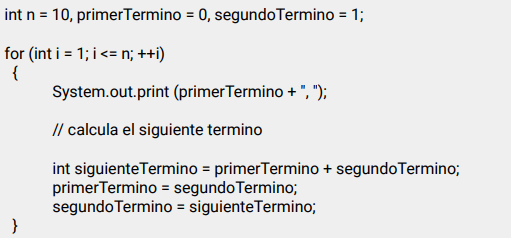 int n = 10, primerTermino = 0, segundoTermino = 1;
for (int i = 1; i <= n; ++i)
{
System.out.print (primerTermino + ", ");
// calcula el siguiente termino
int siguienteTermino = primerTermino + segundoTermino;
primerTermino = segundoTermino;
segundoTermino = siguienteTermino;
}